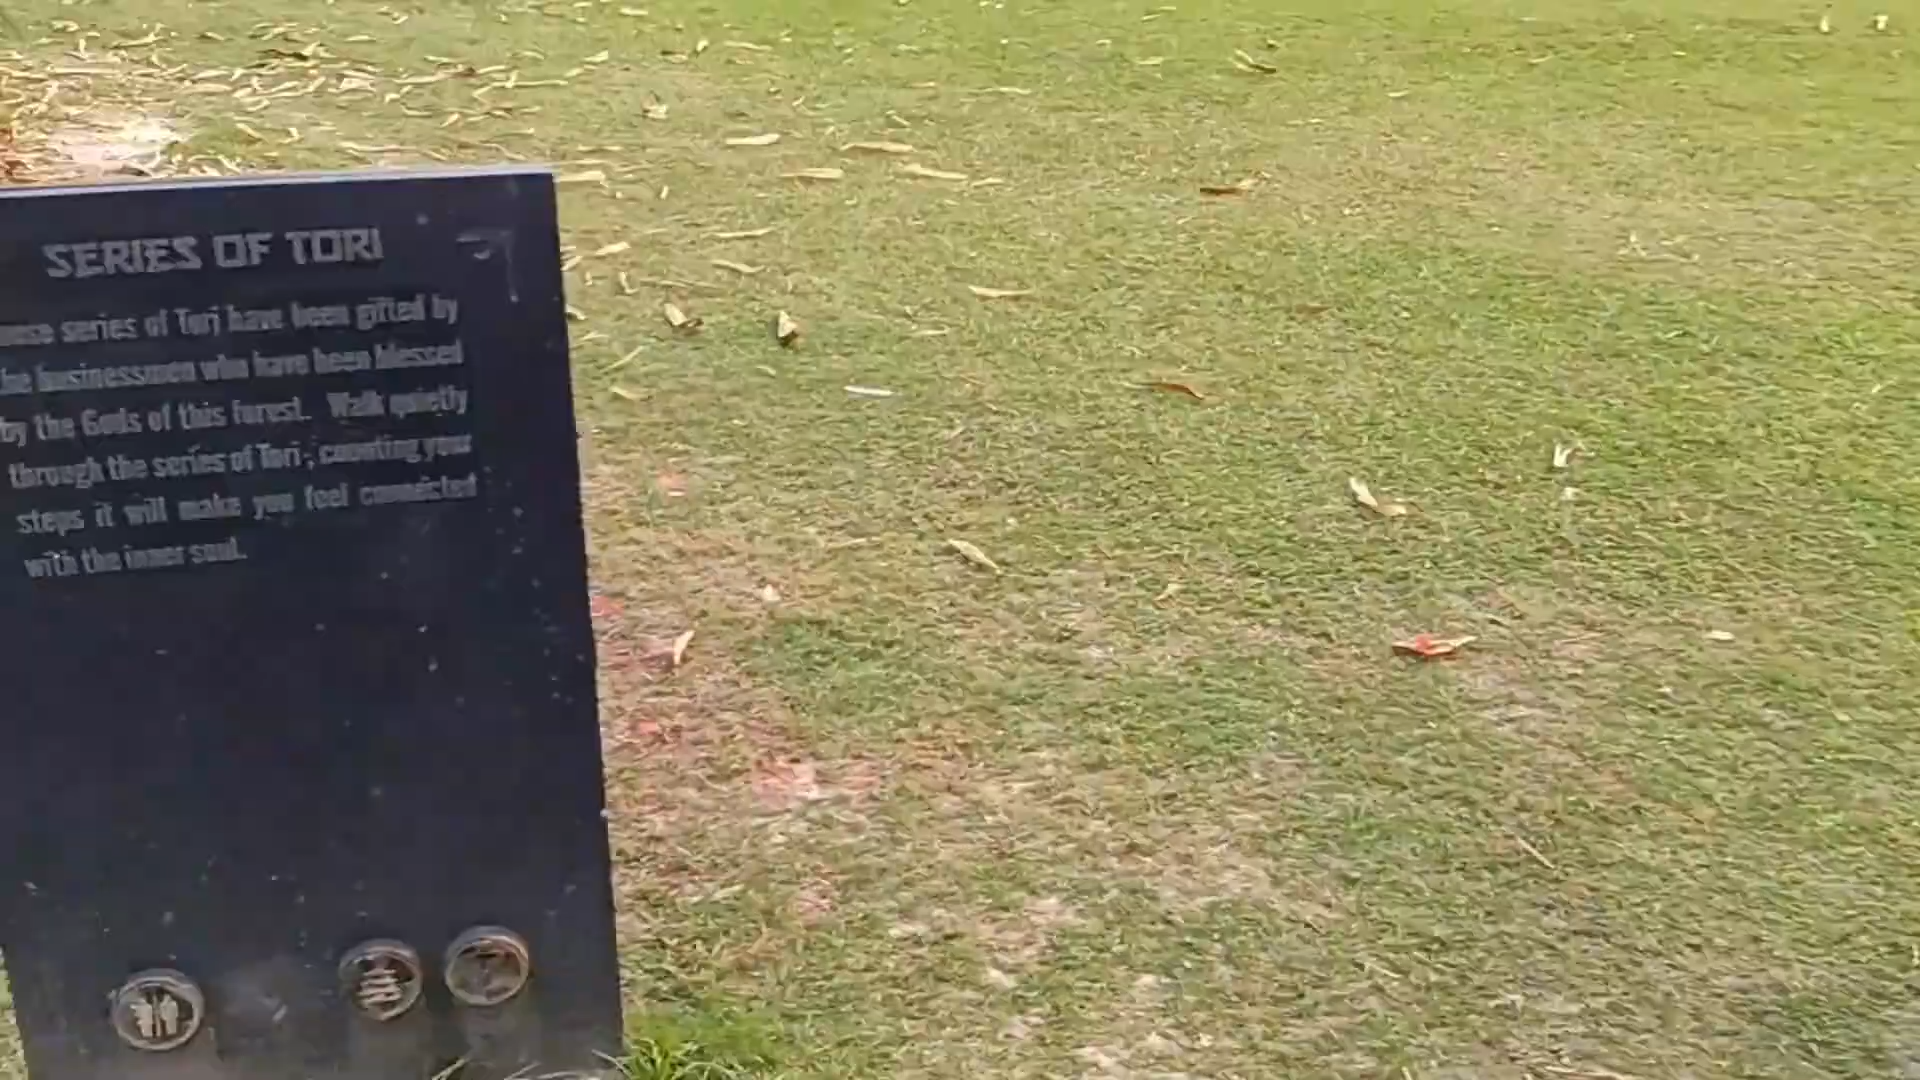 SERIES OF TORI
series of Tori have been gifted by
the businessmen who have been blessed
by the Gods of this forest. Walk quietly
through the series of Tori , counting your
steps it will make you feel connected
with the inner soul.